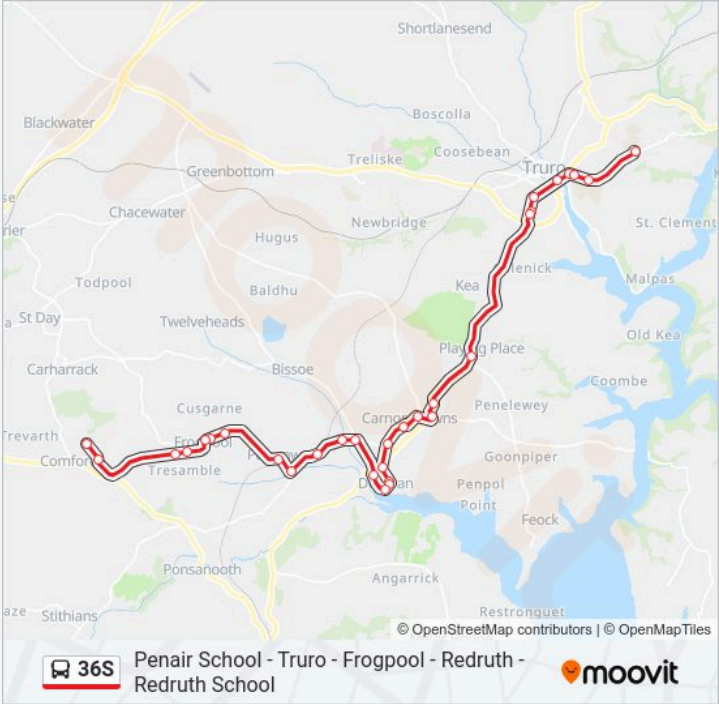 Shortlanesend
Boscolla
Blackwater
Treliske
Coosebean
Truro
Greenbottom
Chacewater
Newbridge
St. Clement
Hugus
Todpool
Baldhu
Kea
Malpas
St Day
Twelveheads
Old Kea
Playing Place
Carharrack
Bissoe
Coombe
Cusgarne
Penelewey
Trevarth
Goonpiper
Tresamble
Penpol
Point
Feock
Ponsanooth
Angarrick
Stithians
Restronguet
© OpenStreetMap contributors | © OpenMapTiles
36S
Penair School - Truro - Frogpool - Redruth -
Redruth School
moovit